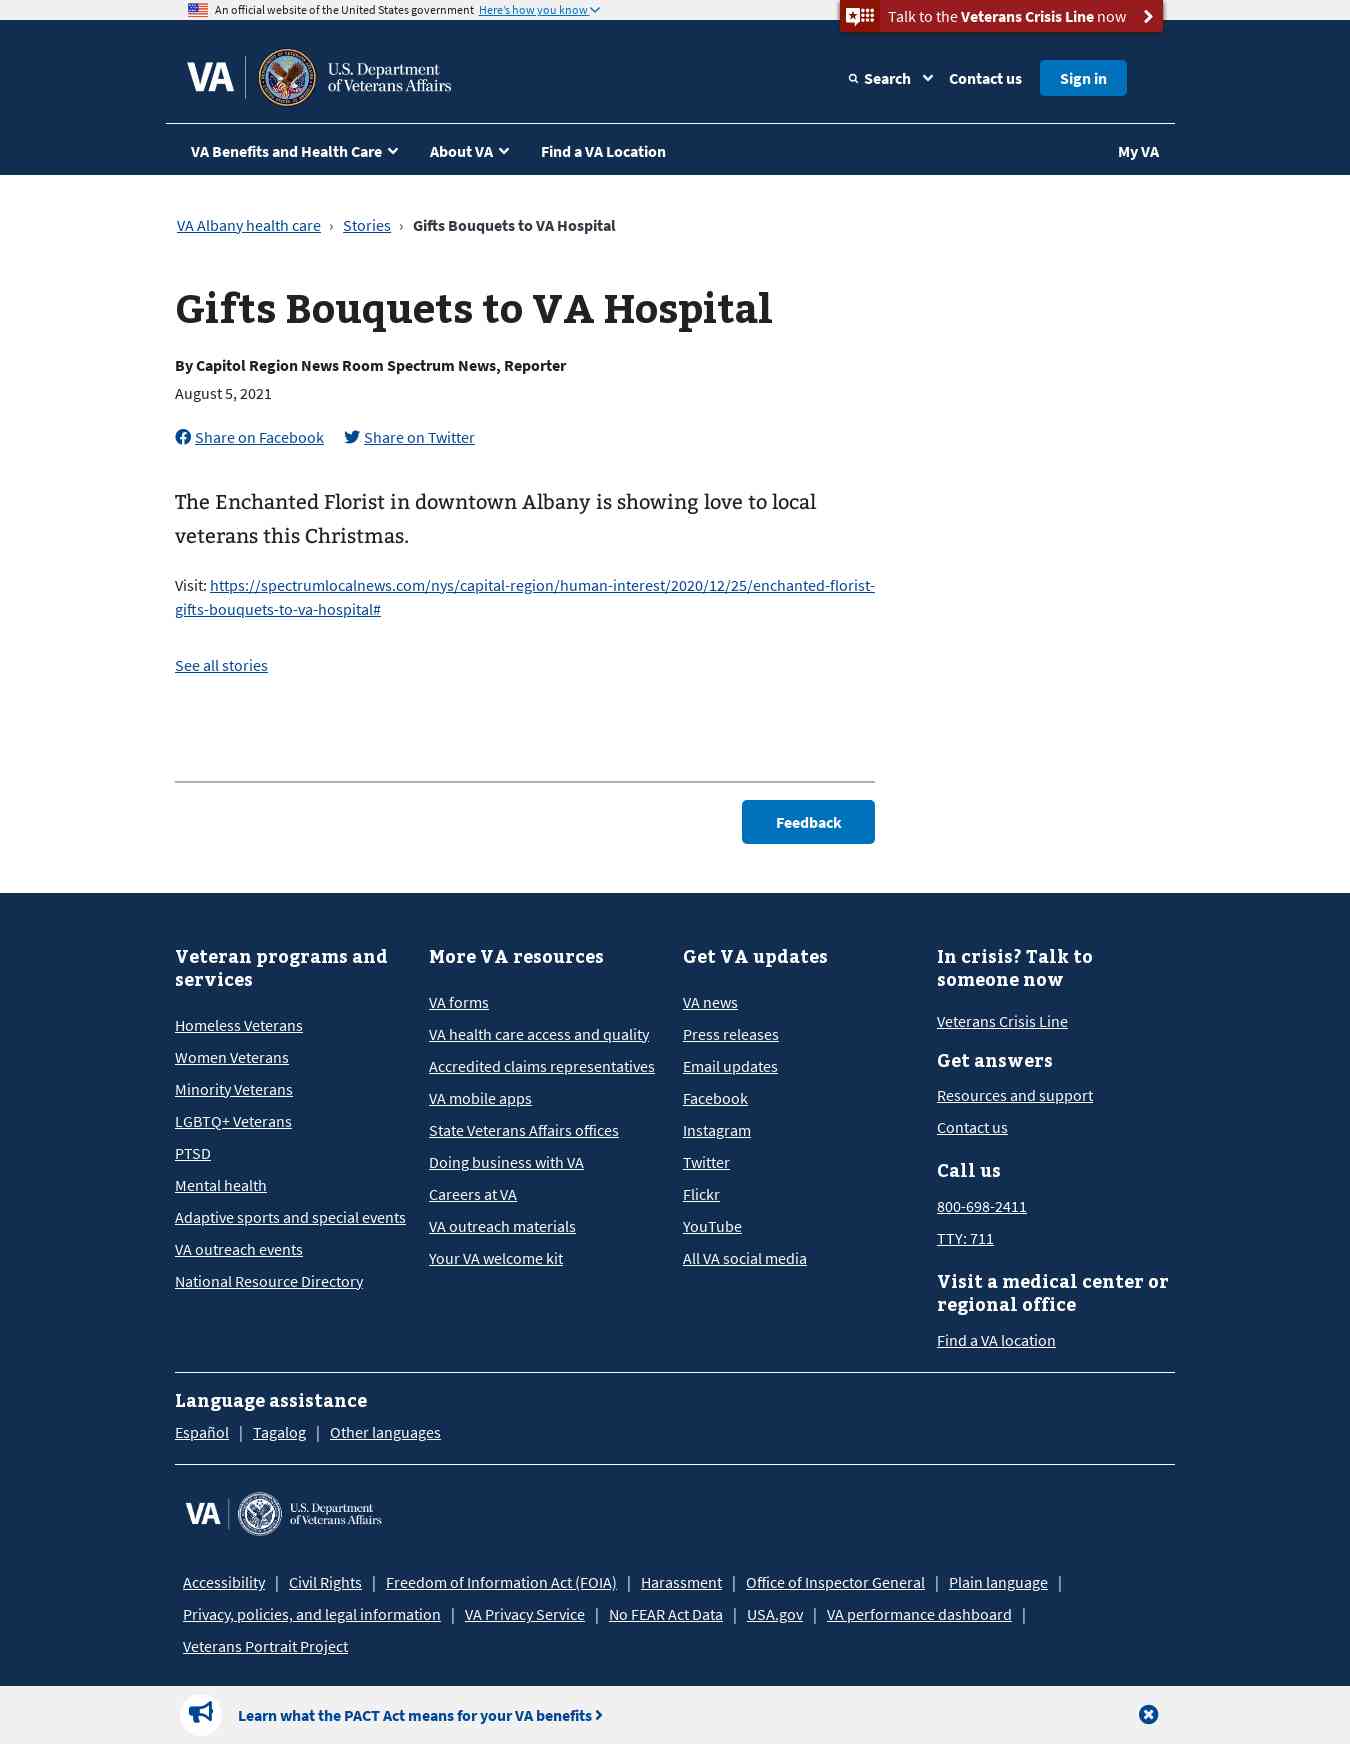 An official website of the United States government Here's how you know
Talk to the Veterans Crisis Line now
VA U.S. Department of Veterans Affairs
Search Contact us Sign in
VA Benefits and Health Care About VA Find a VA Location My VA
VA Albany health care › Stories › Gifts Bouquets to VA Hospital
Gifts Bouquets to VA Hospital
By Capitol Region News Room Spectrum News, Reporter
August 5, 2021
Share on Facebook Share on Twitter
The Enchanted Florist in downtown Albany is showing love to local
veterans this Christmas.
Visit: https://spectrumlocalnews.com/nys/capital-region/human-interest/2020/12/25/enchanted-florist-
gifts-bouquets-to-va-hospital#
See all stories
Feedback
Veteran programs and
services
Homeless Veterans
Women Veterans
Minority Veterans
LGBTQ+ Veterans
PTSD
Mental health
Adaptive sports and special events
VA outreach events
National Resource Directory
More VA resources
VA forms
VA health care access and quality
Accredited claims representatives
VA mobile apps
State Veterans Affairs offices
Doing business with VA
Careers at VA
VA outreach materials
Your VA welcome kit
Get VA updates
VA news
Press releases
Email updates
Facebook
Instagram
Twitter
Flickr
YouTube
All VA social media
In crisis? Talk to
someone now
Veterans Crisis Line
Get answers
Resources and support
Contact us
Call us
800-698-2411
TTY: 711
Visit a medical center or
regional office
Find a VA location
Language assistance
Español | Tagalog | Other languages
VA U.S. Department of Veterans Affairs
Accessibility | Civil Rights | Freedom of Information Act (FOIA) | Harassment | Office of Inspector General | Plain language |
Privacy, policies, and legal information | VA Privacy Service | No FEAR Act Data | USA.gov | VA performance dashboard |
Veterans Portrait Project
Learn what the PACT Act means for your VA benefits